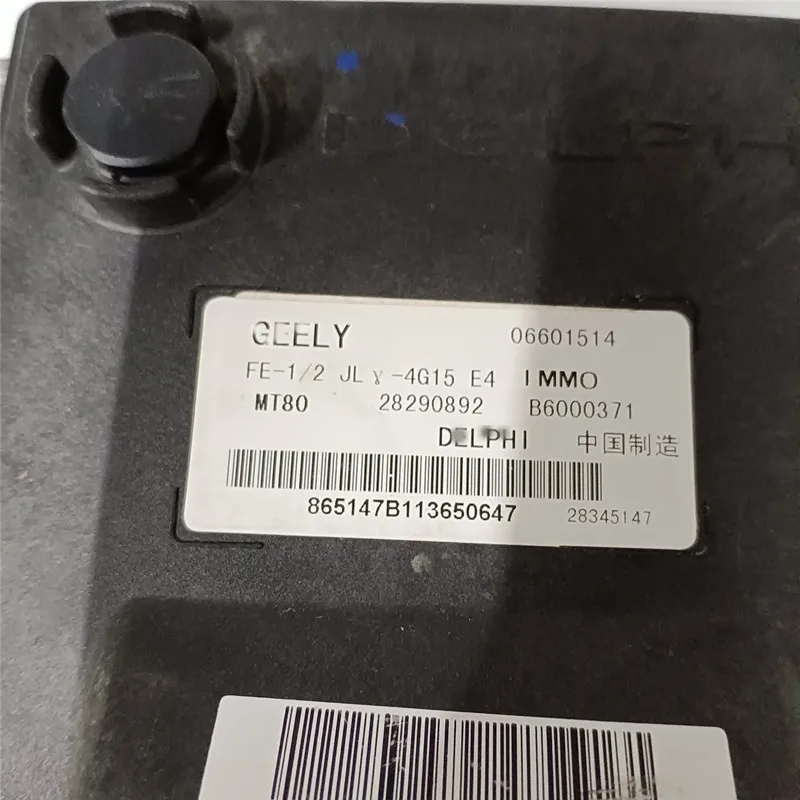 GEELY 06601514
FE-1/2 JLγ-4G15 E4 IMMO
MT80 28290892 B6000371
DELPHI 中国制造
865147B113650647 28345147